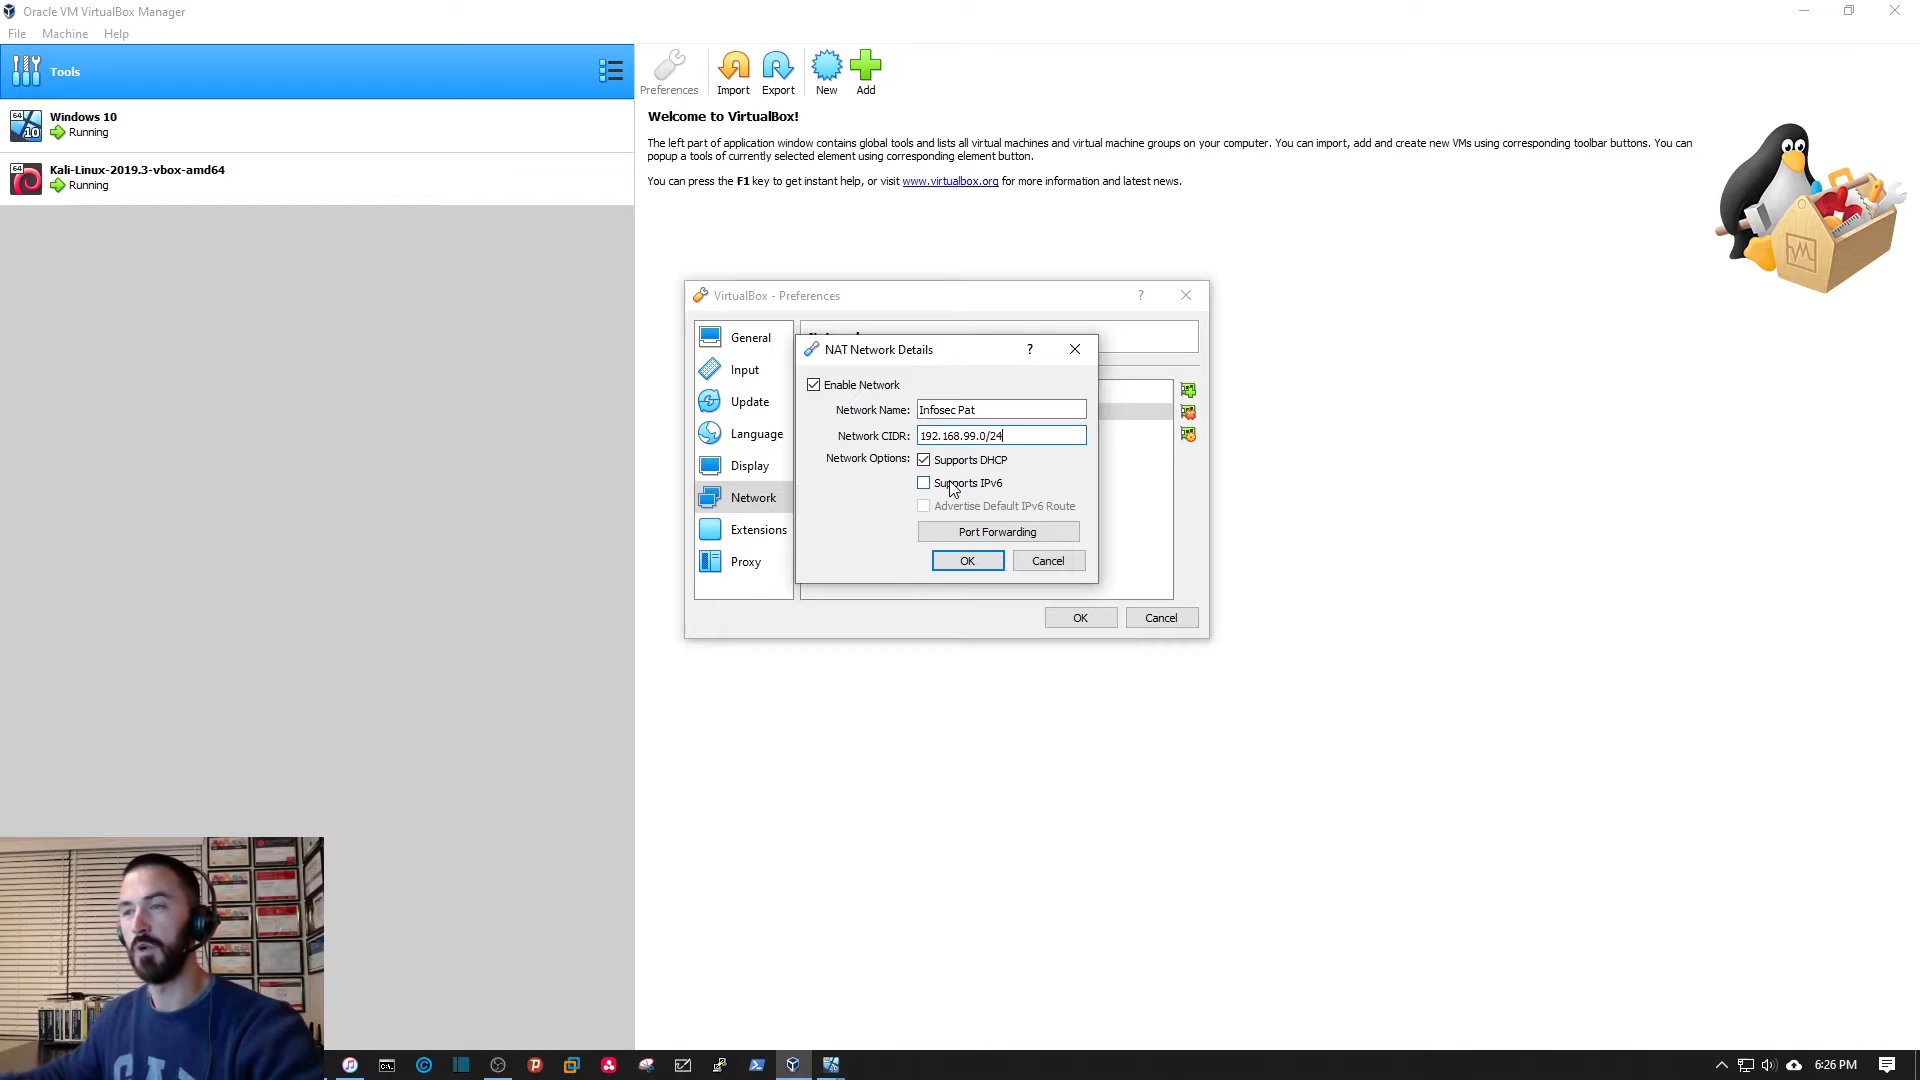 Oracle VM VirtualBox Manager
File Machine Help
Tools
Preferences Import Export New Add
64
10
Windows 10
Running
64
Kali-Linux-2019.3-vbox-amd64
Running
Welcome to VirtualBox!
The left part of application window contains global tools and lists all virtual machines and virtual machine groups on your computer. You can import, add and create new VMs using corresponding toolbar buttons. You can
popup a tools of currently selected element using corresponding element button.
You can press the F1 key to get instant help, or visit www.virtualbox.org for more information and latest news.
VirtualBox - Preferences ?
General
Input
Update
Language
Display
Network
Extensions
Proxy
NAT Network Details ?
Enable Network
Network Name: Infosec Pat
Network CIDR: 192.168.99.0/24
Network Options: Supports DHCP
Supports IPv6
Advertise Default IPv6 Route
Port Forwarding
OK Cancel
OK Cancel
6:26 PM